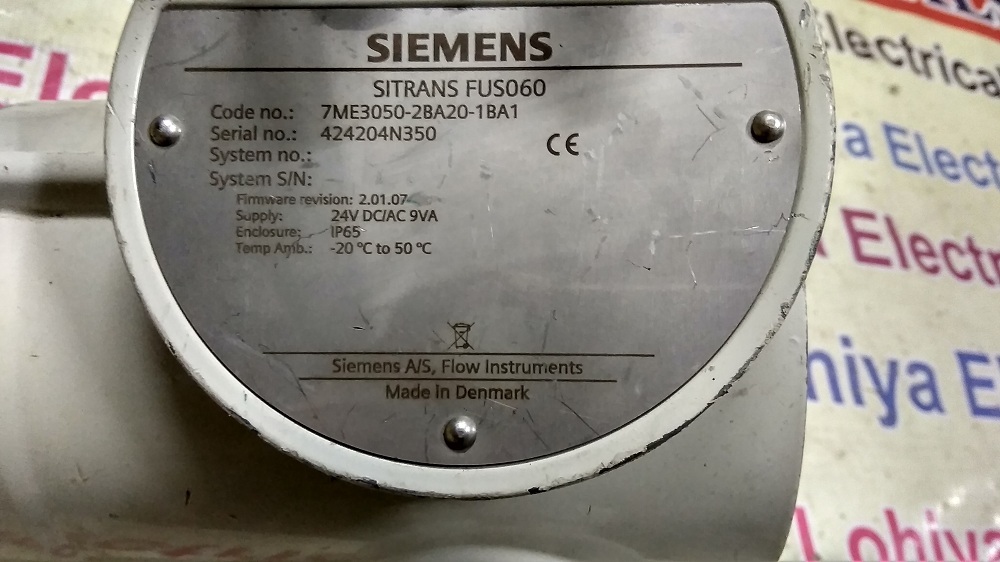 SIEMENS
SITRANS FUS060
Code no.: 7ME3050-2BA20-1BA1
Serial no.: 424204N350
System no.:
System S/N:
Firmware revision: 2.01.07
Supply: 24V DC/AC 9VA
Enclosure: IP65
Temp Amb.: -20 °C to 50 °C
CE
Siemens A/S, Flow Instruments
Made in Denmark
Electrical
a Elect
Electr
hiya E
Lohiya